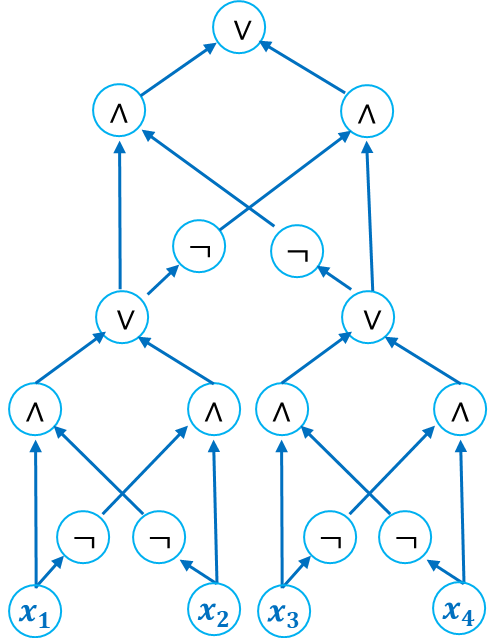 ∨
∧ ∧
¬ ¬
∨ ∨
∧ ∧ ∧ ∧
¬ ¬ ¬ ¬
x₁ x₂ x₃ x₄